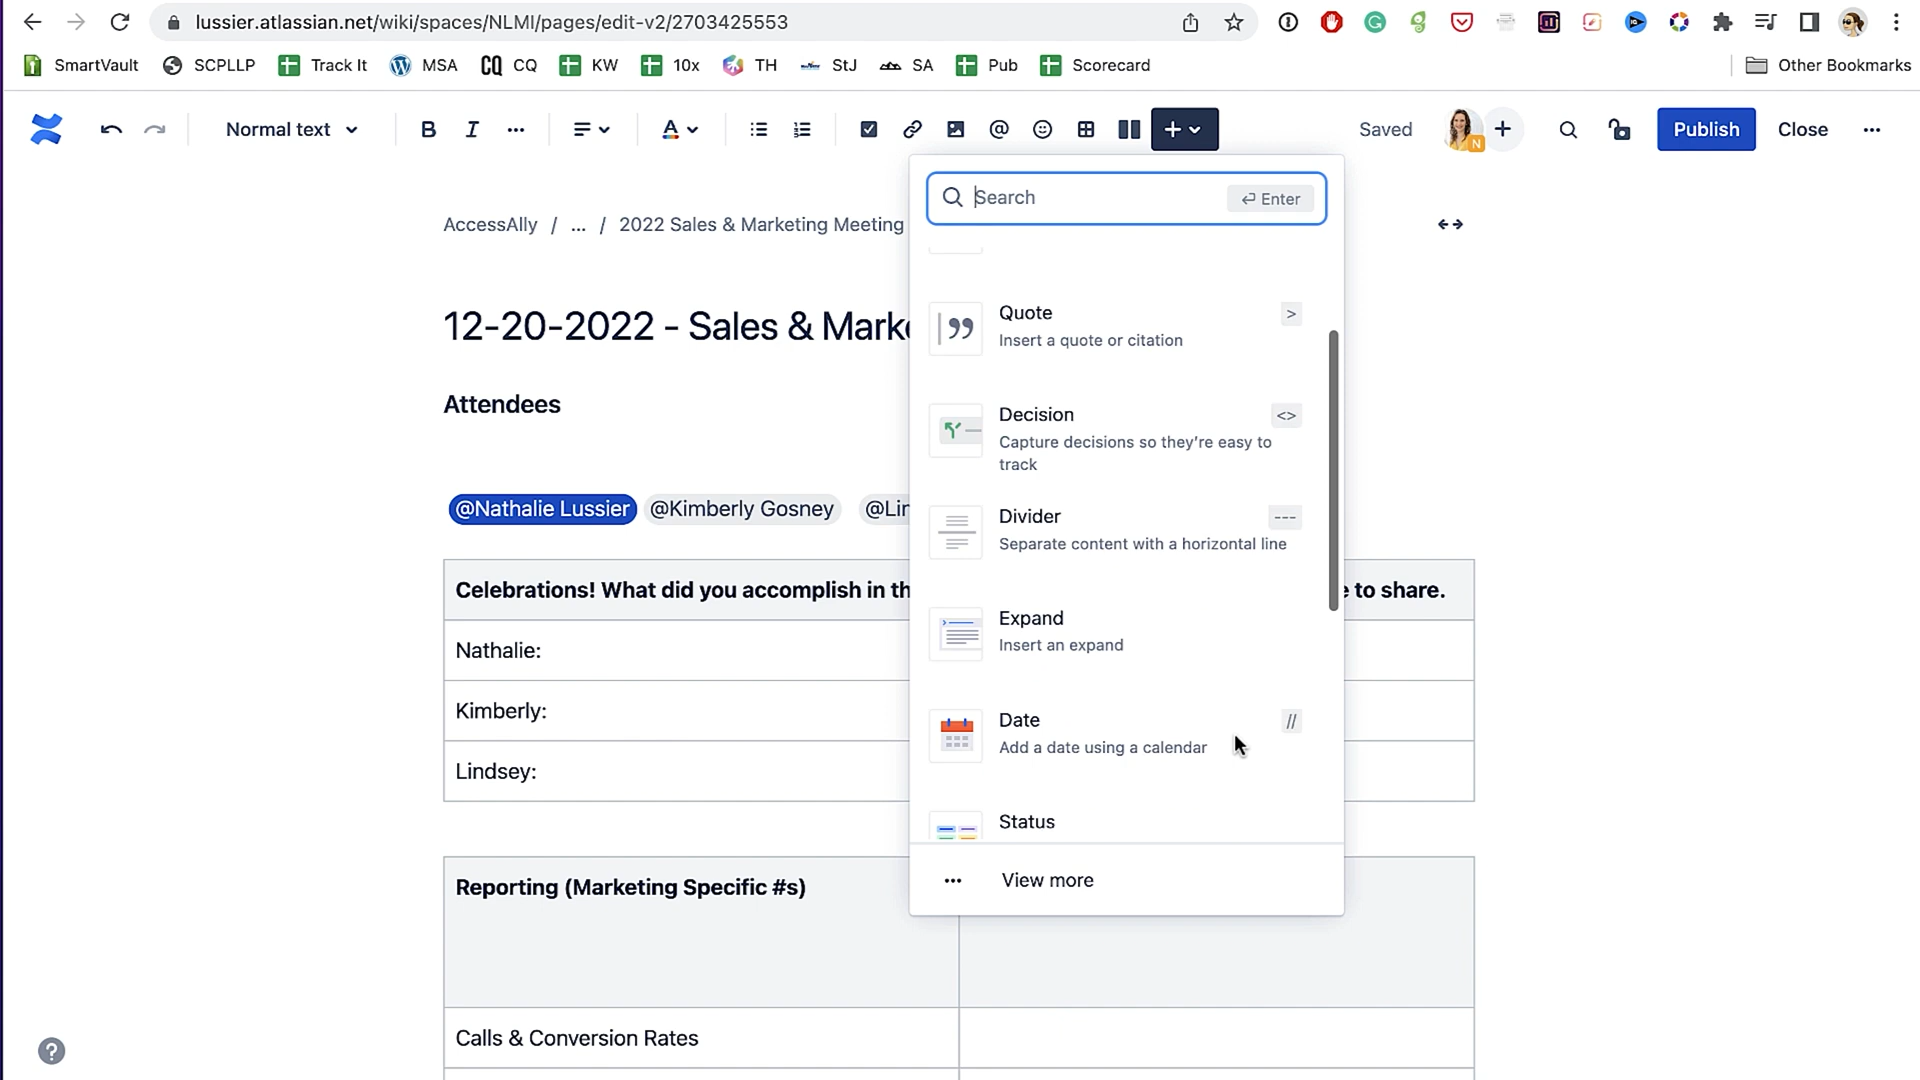 lussier.atlassian.net/wiki/spaces/NLMI/pages/edit-v2/2703425553
SmartVault SCPLLP Track It MSA CQ CQ KW 10x TH StJ SA Pub Scorecard Other Bookmarks
Normal text B I ... A @ + Saved N + Publish Close ...
Search Enter
AccessAlly / ... / 2022 Sales & Marketing Meeting
12-20-2022 - Sales & Marke
Quote >
Insert a quote or citation
Attendees
Decision <>
Capture decisions so they're easy to
track
@Nathalie Lussier @Kimberly Gosney @Lin
Divider ---
Separate content with a horizontal line
Celebrations! What did you accomplish in th e to share.
Expand
Insert an expand
Nathalie:
Kimberly:
Date //
Add a date using a calendar
Lindsey:
Status
... View more
Reporting (Marketing Specific #s)
Calls & Conversion Rates
?